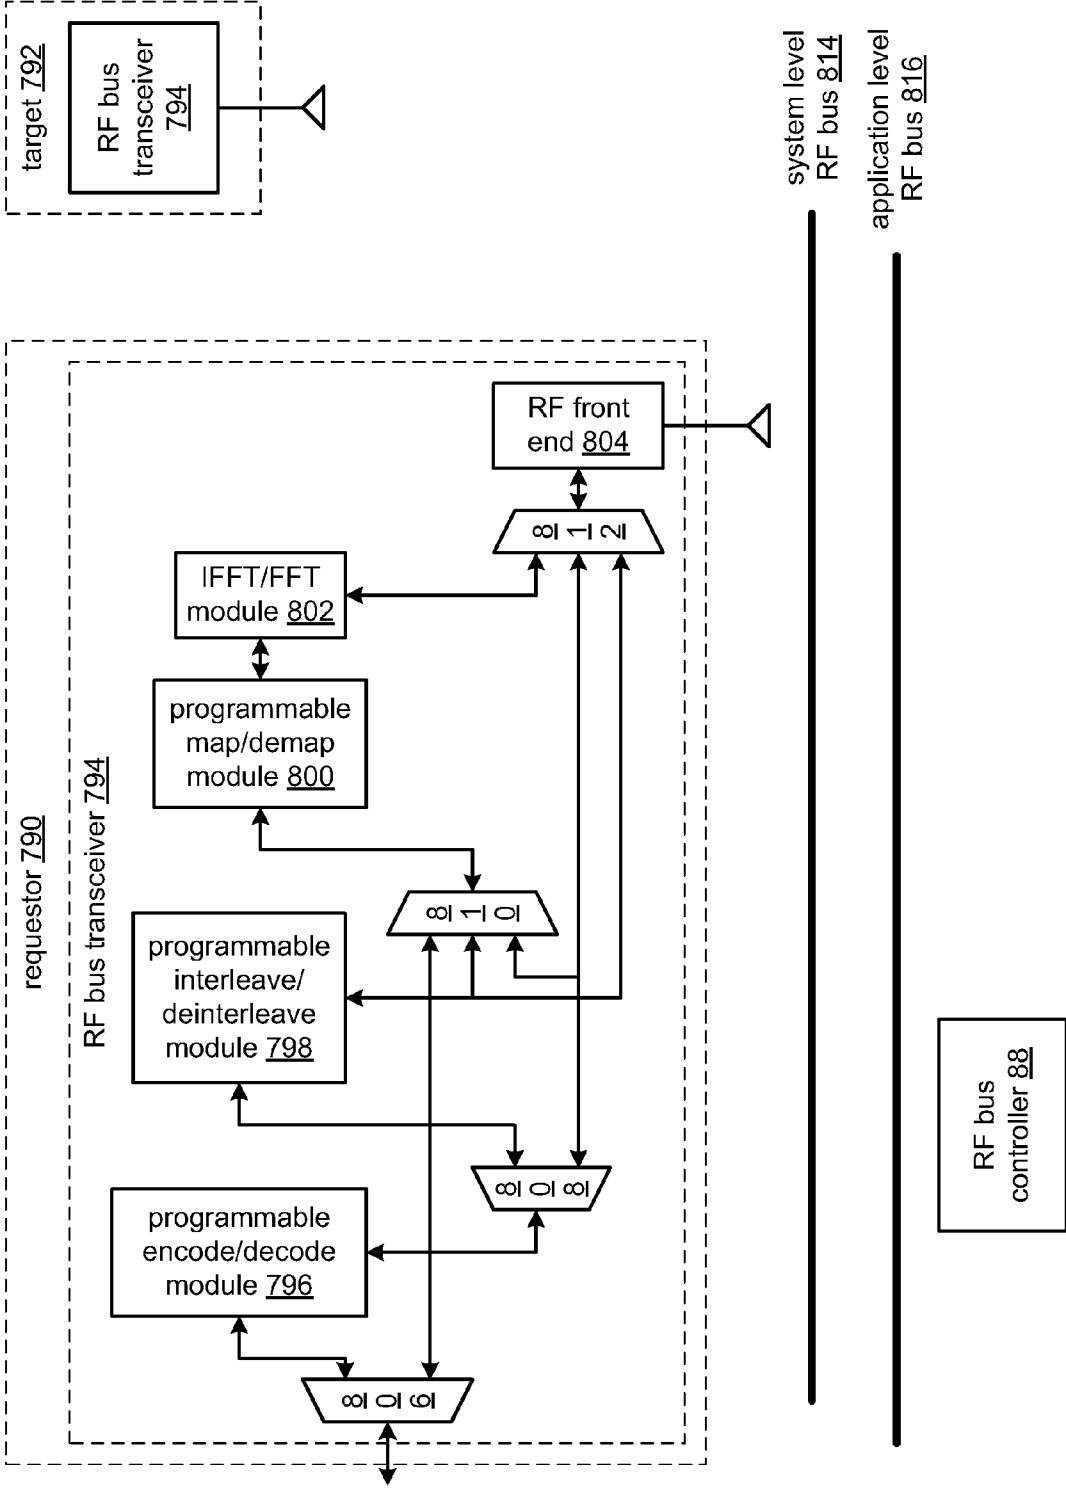 target 792
RF bus
transceiver
794
system level
RF bus 814
application level
RF bus 816
requestor 790
RF bus transceiver 794
RF front
end 804
812
IFFT/FFT
module 802
programmable
map/demap
module 800
810
programmable
interleave/
deinterleave
module 798
808
programmable
encode/decode
module 796
806
RF bus
controller 88